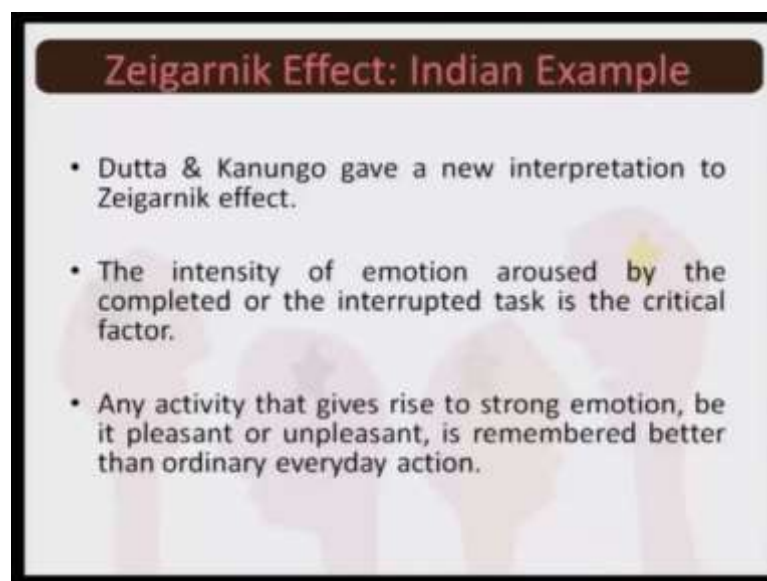 Zeigarnik Effect: Indian Example
• Dutta & Kanungo gave a new interpretation to
Zeigarnik effect.
• The intensity of emotion aroused by the
completed or the interrupted task is the critical
factor.
• Any activity that gives rise to strong emotion, be
it pleasant or unpleasant, is remembered better
than ordinary everyday action.